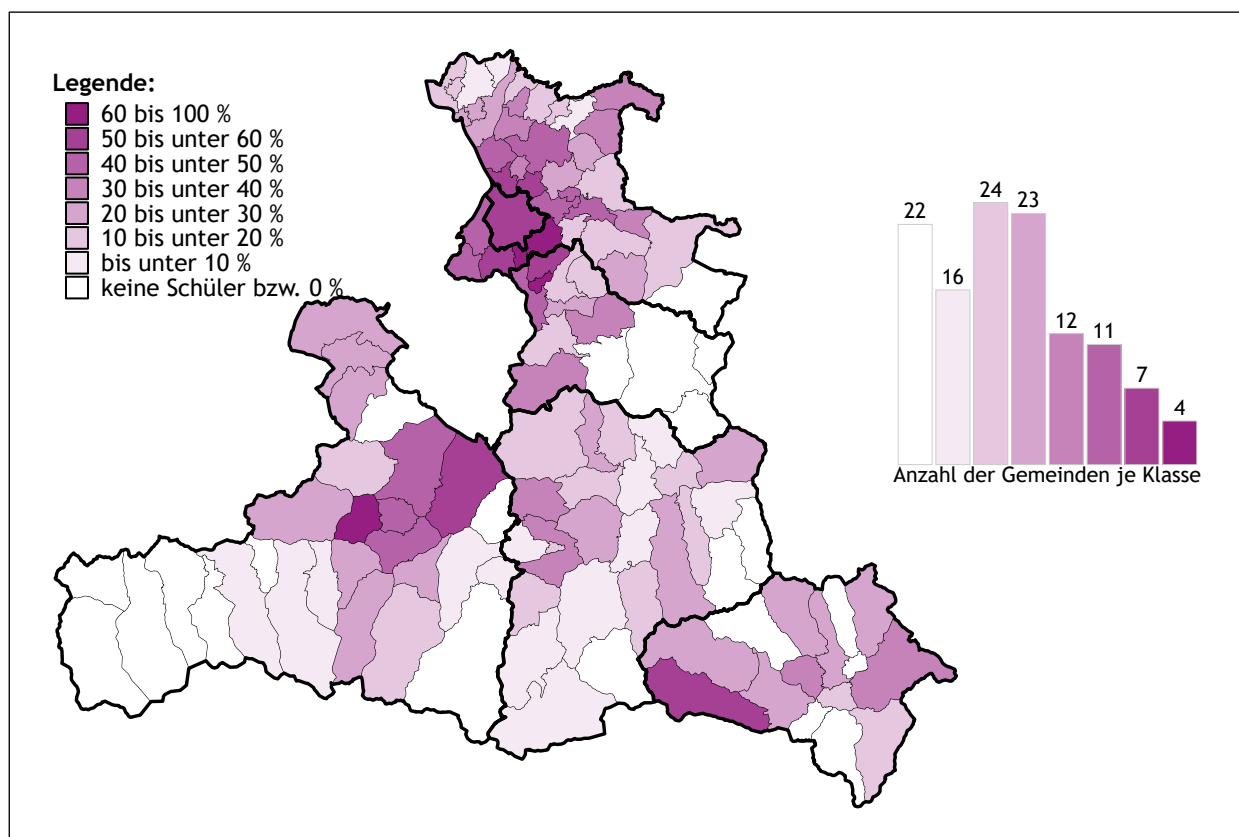 Legende:
60 bis 100 %
50 bis unter 60 %
40 bis unter 50 %
30 bis unter 40 %
20 bis unter 30 %
10 bis unter 20 %
bis unter 10 %
keine Schüler bzw. 0 %
22
16
24
23
12
11
7
4
Anzahl der Gemeinden je Klasse